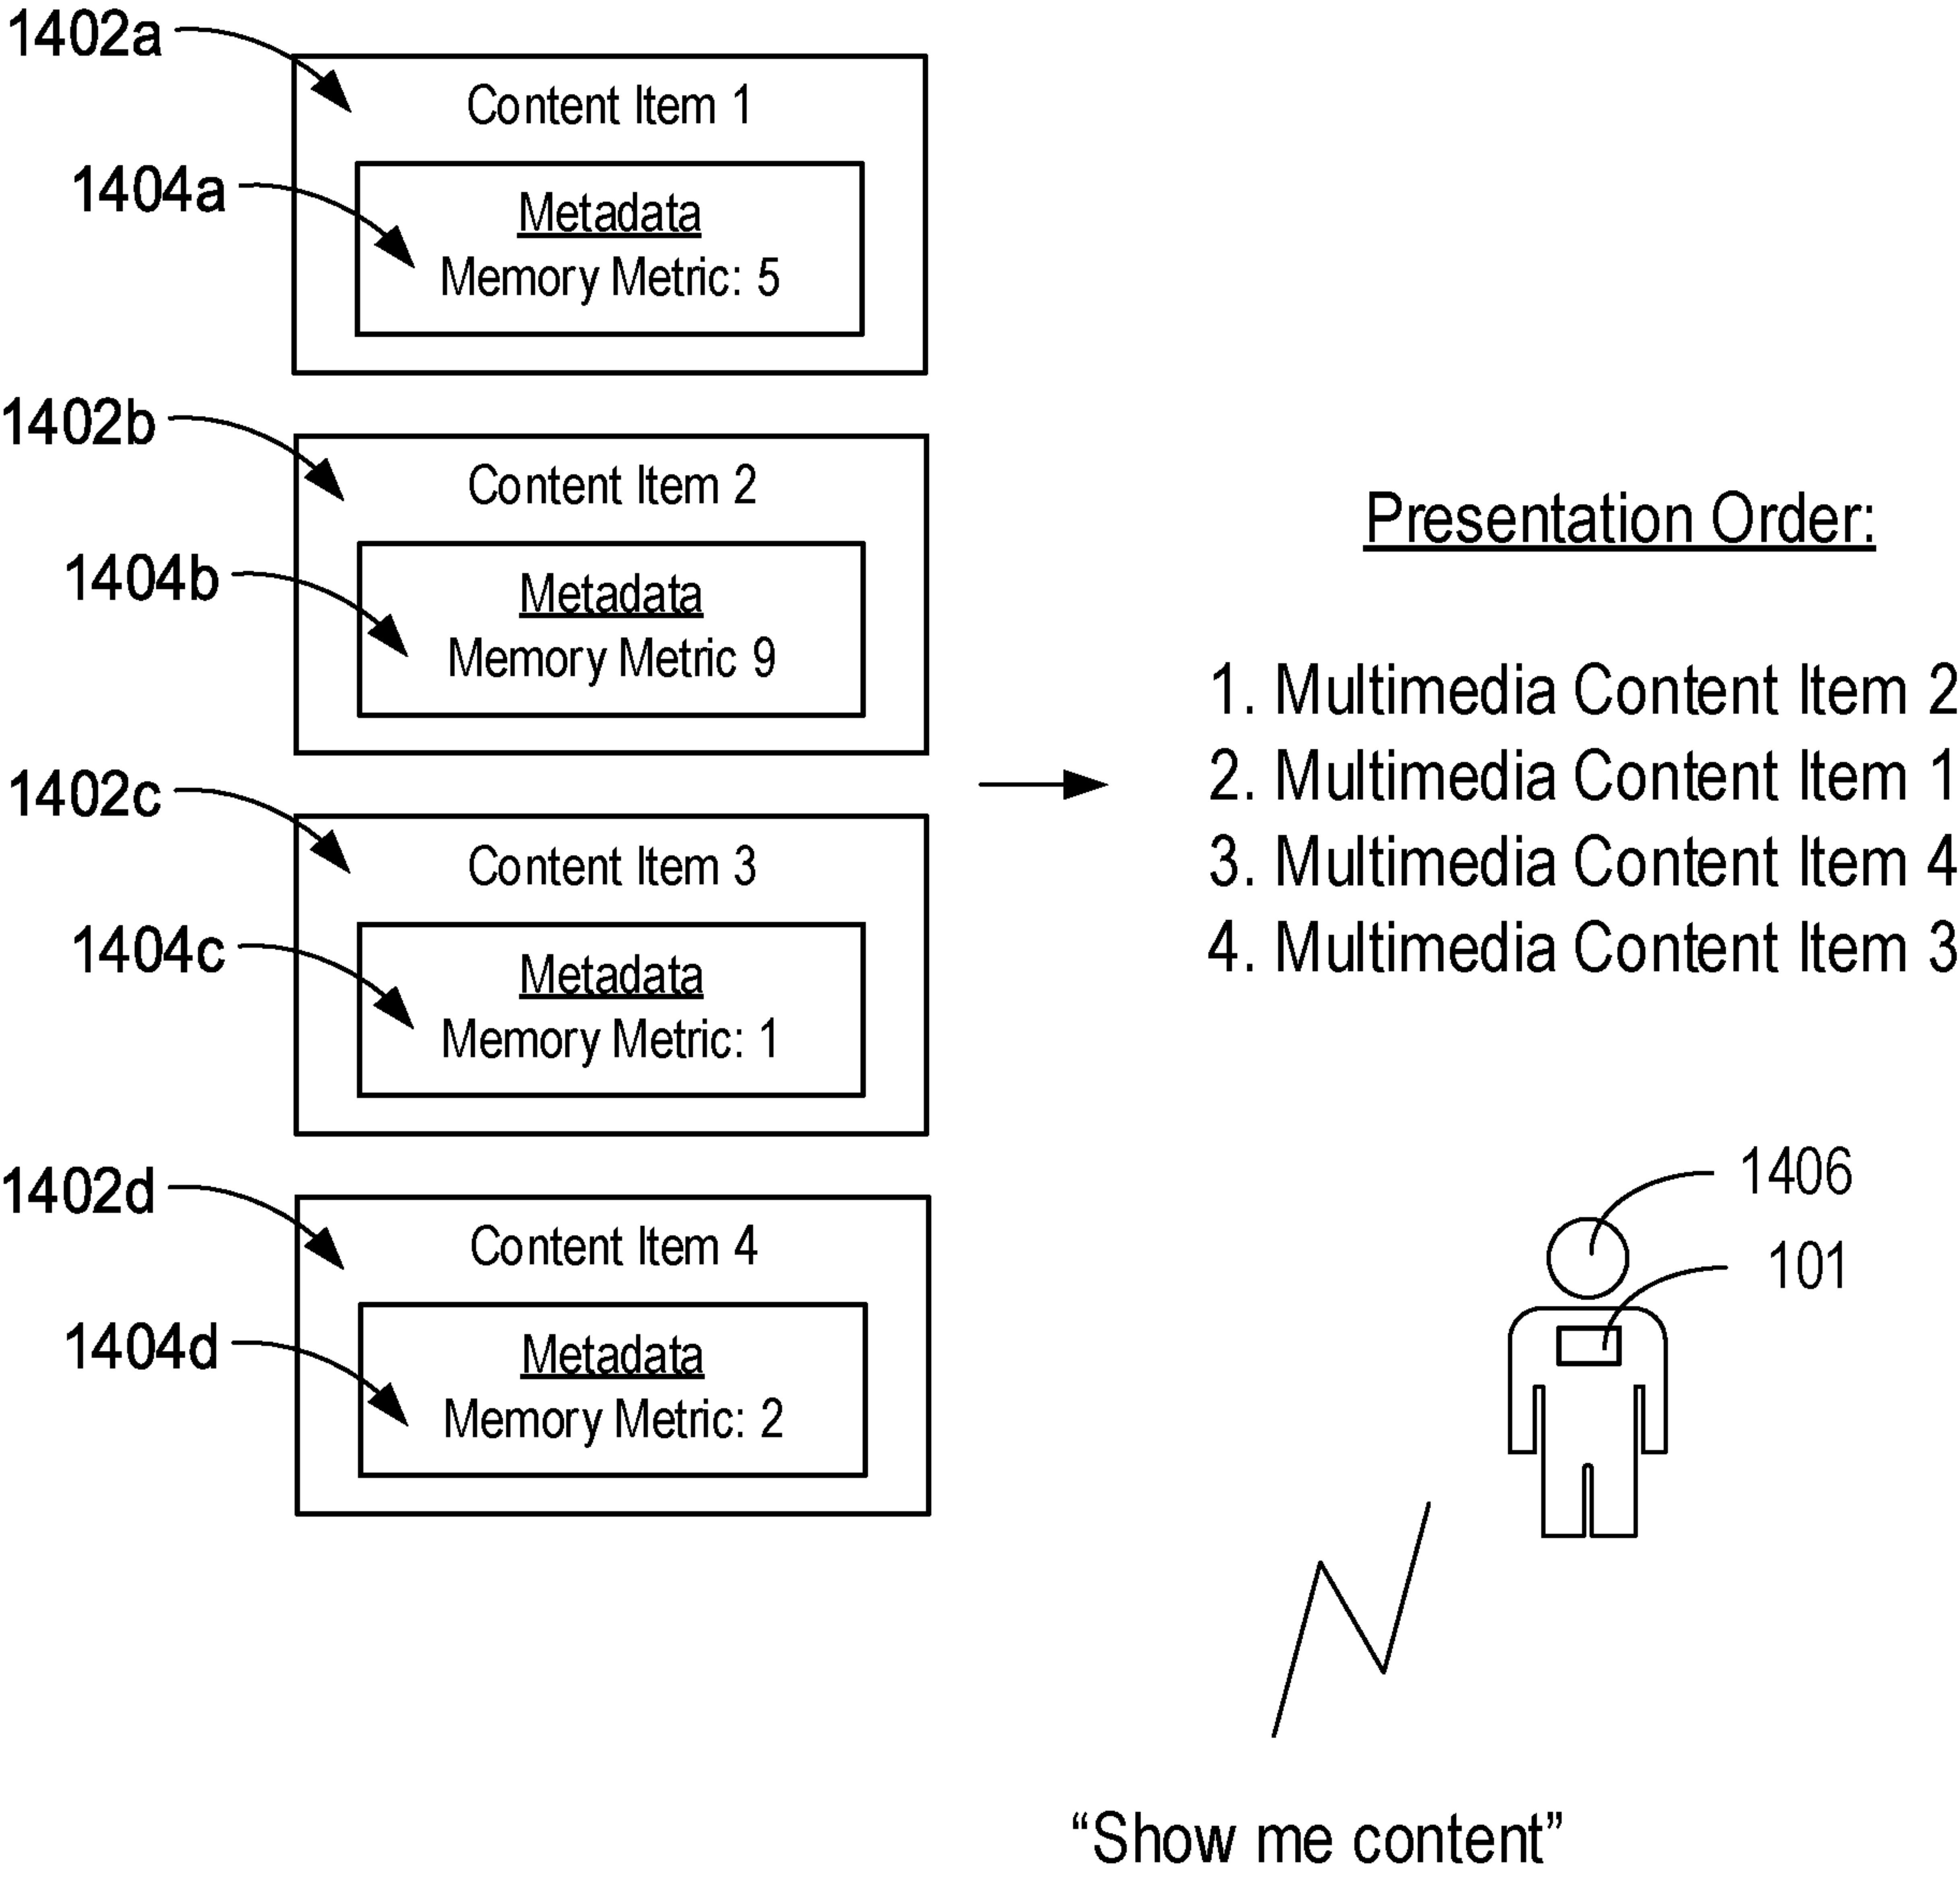 1402a
Content Item 1
1404a
Metadata
Memory Metric: 5
1402b
Content Item 2
1404b
Metadata
Memory Metric 9
1402c
Content Item 3
1404c
Metadata
Memory Metric: 1
1402d
Content Item 4
1404d
Metadata
Memory Metric: 2
Presentation Order:
1. Multimedia Content Item 2
2. Multimedia Content Item 1
3. Multimedia Content Item 4
4. Multimedia Content Item 3
1406
101
“Show me content”